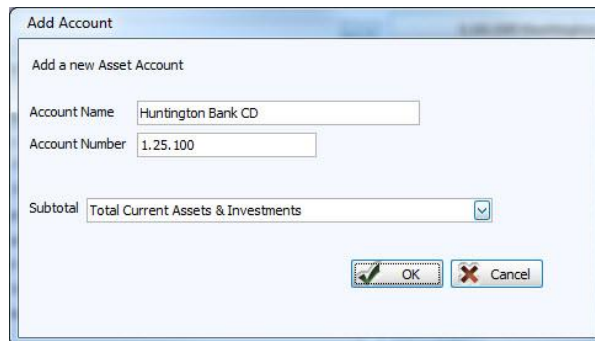 Add Account
Add a new Asset Account
Account Name Huntington Bank CD
Account Number 1.25.100
Subtotal Total Current Assets & Investments
OK Cancel